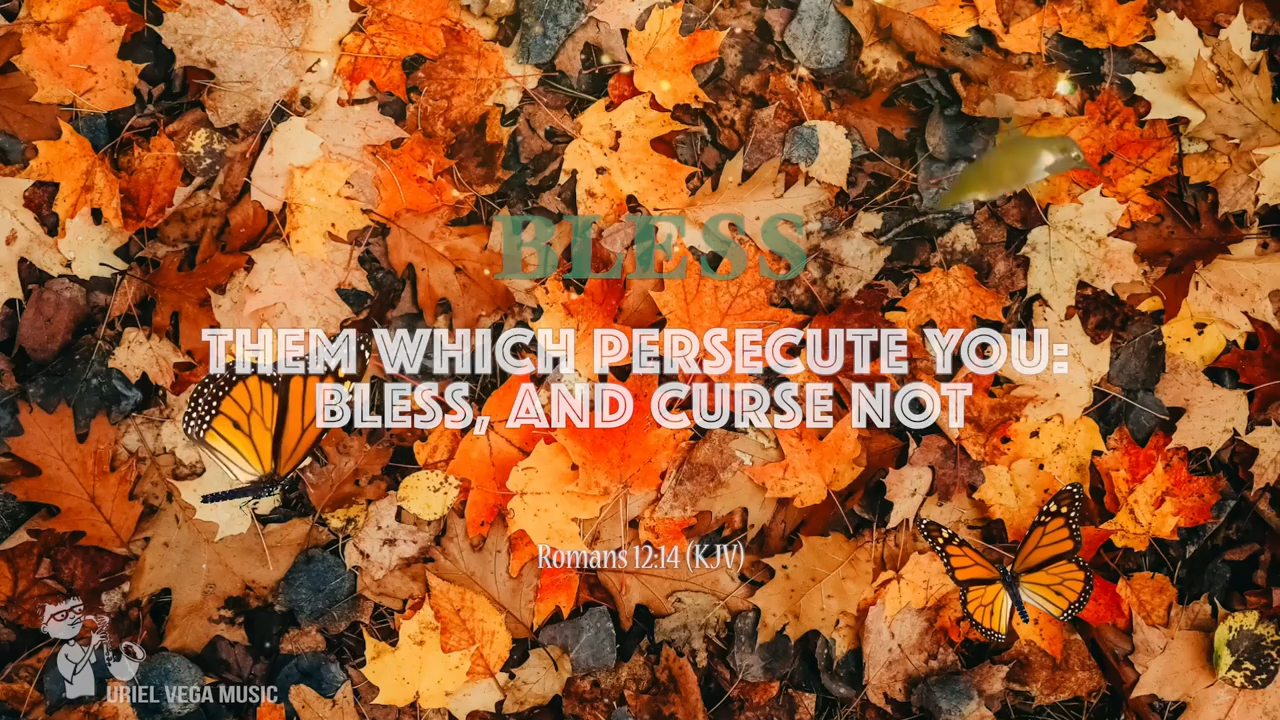 BLESS
THEM WHICH PERSECUTE YOU:
BLESS, AND CURSE NOT
Romans 12:14 (KJV)
URIEL VEGA MUSIC